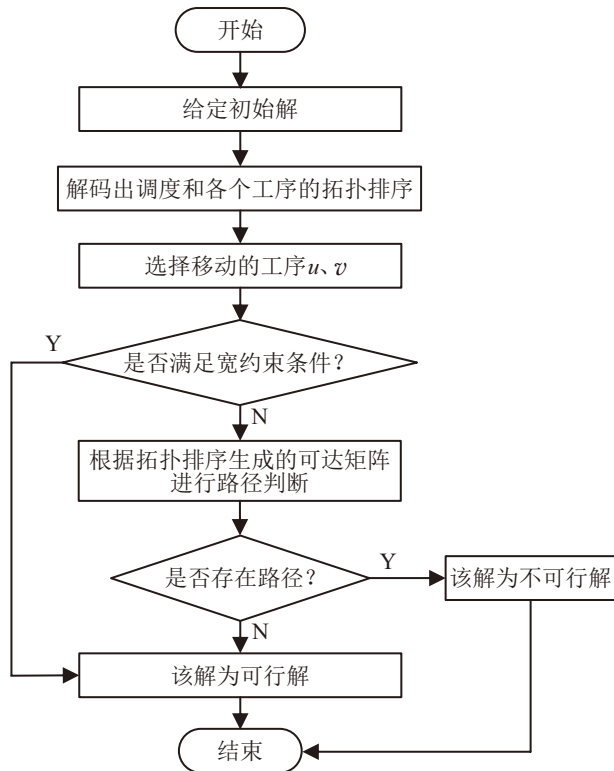 开始
给定初始解
解码出调度和各个工序的拓扑排序
选择移动的工序u、v
Y
是否满足宽约束条件？
N
根据拓扑排序生成的可达矩阵
进行路径判断
是否存在路径？
Y
该解为不可行解
N
该解为可行解
结束